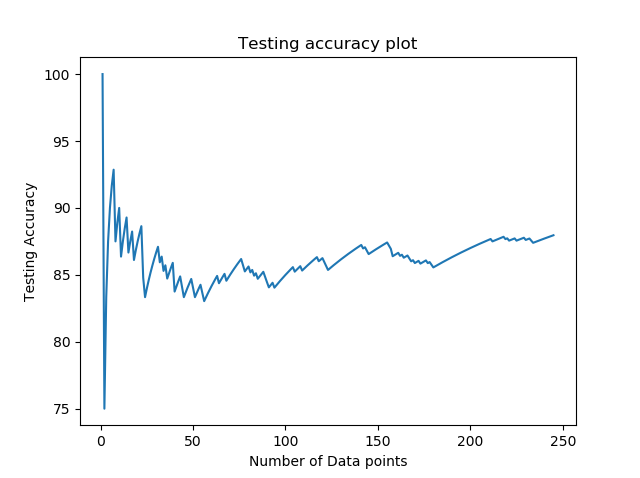 Testing accuracy plot
100
95
90
85
80
75
Testing Accuracy
0 50 100 150 200 250
Number of Data points